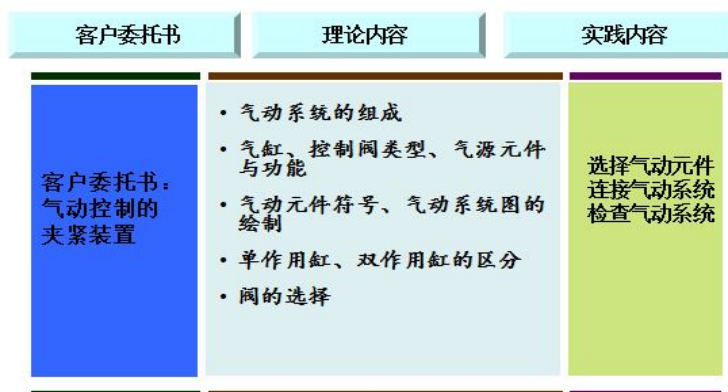 客户委托书
理论内容
实践内容
客户委托书：
气动控制的
夹紧装置
• 气动系统的组成
• 气缸、控制阀类型、气源元件
与功能
• 气动元件符号、气动系统图的
绘制
• 单作用缸、双作用缸的区分
• 阀的选择
选择气动元件
连接气动系统
检查气动系统